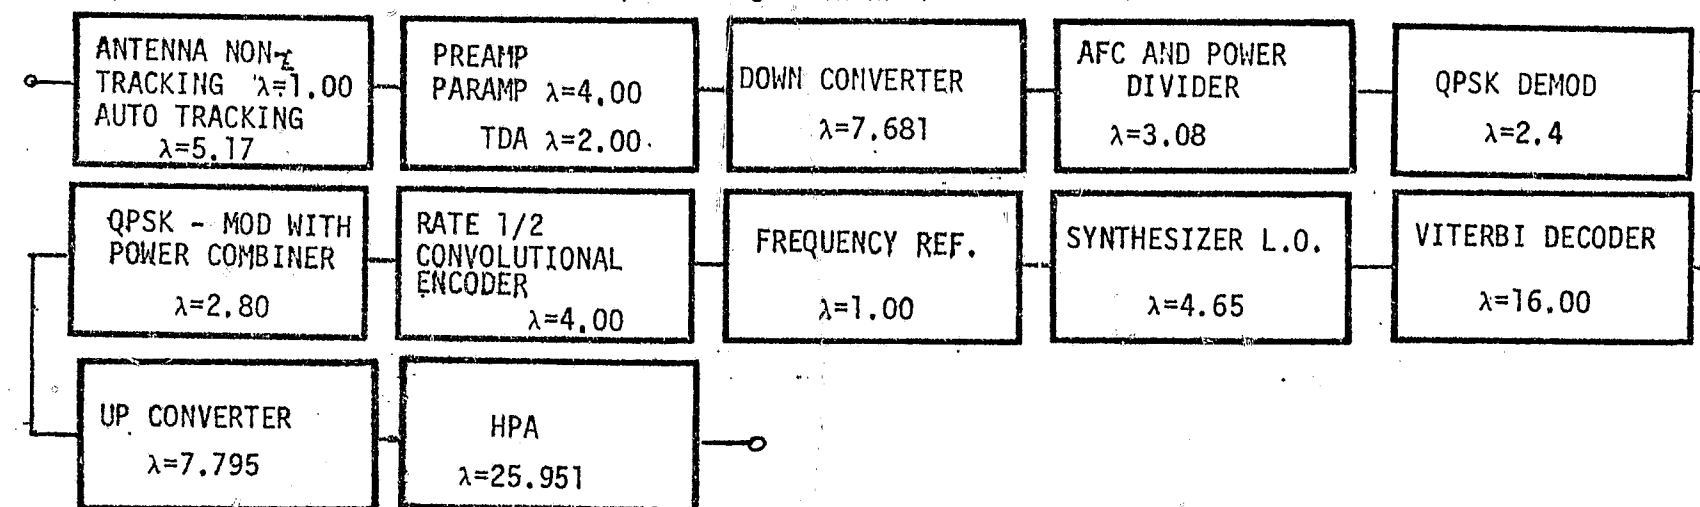 ANTENNA NON-
TRACKING λ=1.00
AUTO TRACKING
λ=5.17
PREAMP
PARAMP λ=4.00
TDA λ=2.00
DOWN CONVERTER
λ=7.681
AFC AND POWER
DIVIDER
λ=3.08
QPSK DEMOD
λ=2.4
QPSK - MOD WITH
POWER COMBINER
λ=2.80
RATE 1/2
CONVOLUTIONAL
ENCODER
λ=4.00
FREQUENCY REF.
λ=1.00
SYNTHESIZER L.O.
λ=4.65
VITERBI DECODER
λ=16.00
UP CONVERTER
λ=7.795
HPA
λ=25.951